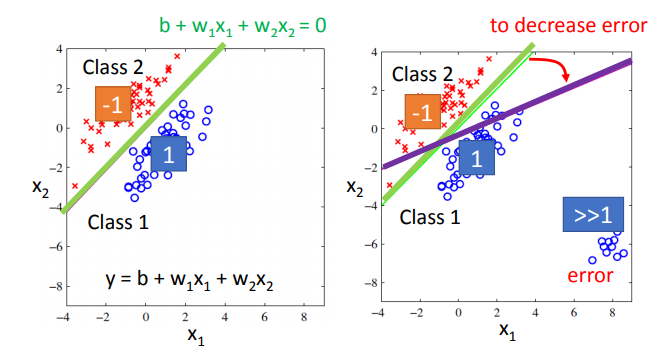 b + w₁x₁ + w₂x₂ = 0
to decrease error
4
2
0
−2
−4
−6
−8
x₂
Class 2
-1
1
Class 1
y = b + w₁x₁ + w₂x₂
−4
−2
0
2
4
6
8
x₁
4
2
0
−2
−4
−6
−8
x₂
Class 2
-1
1
Class 1
>>1
error
−4
−2
0
2
4
6
8
x₁